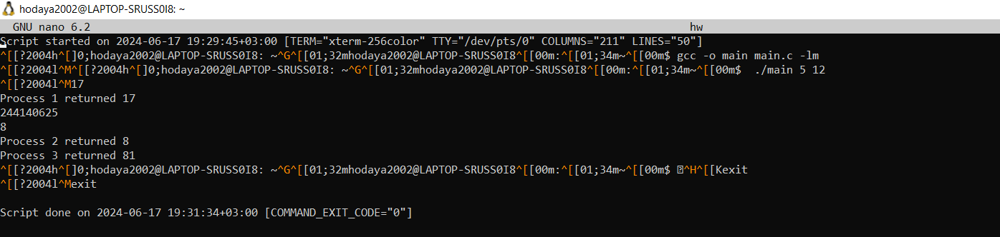 hodaya2002@LAPTOP-SRUSS0I8: ~
GNU nano 6.2 hw
Script started on 2024-06-17 19:29:45+03:00 [TERM="xterm-256color" TTY="/dev/pts/0" COLUMNS="211" LINES="50"]
^[[?2004h^[]0;hodaya2002@LAPTOP-SRUSS0I8: ~^G^[[01;32mhodaya2002@LAPTOP-SRUSS0I8^[[00m:^[[01;34m~^[[00m$ gcc -o main main.c -lm
^[[?2004l^M^[[?2004h^[]0;hodaya2002@LAPTOP-SRUSS0I8: ~^G^[[01;32mhodaya2002@LAPTOP-SRUSS0I8^[[00m:^[[01;34m~^[[00m$  ./main 5 12
^[[?2004l^M17
Process 1 returned 17
244140625
8
Process 2 returned 8
Process 3 returned 81
^[[?2004h^[]0;hodaya2002@LAPTOP-SRUSS0I8: ~^G^[[01;32mhodaya2002@LAPTOP-SRUSS0I8^[[00m:^[[01;34m~^[[00m$ ^H^[[Kexit
^[[?2004l^Mexit
Script done on 2024-06-17 19:31:34+03:00 [COMMAND_EXIT_CODE="0"]